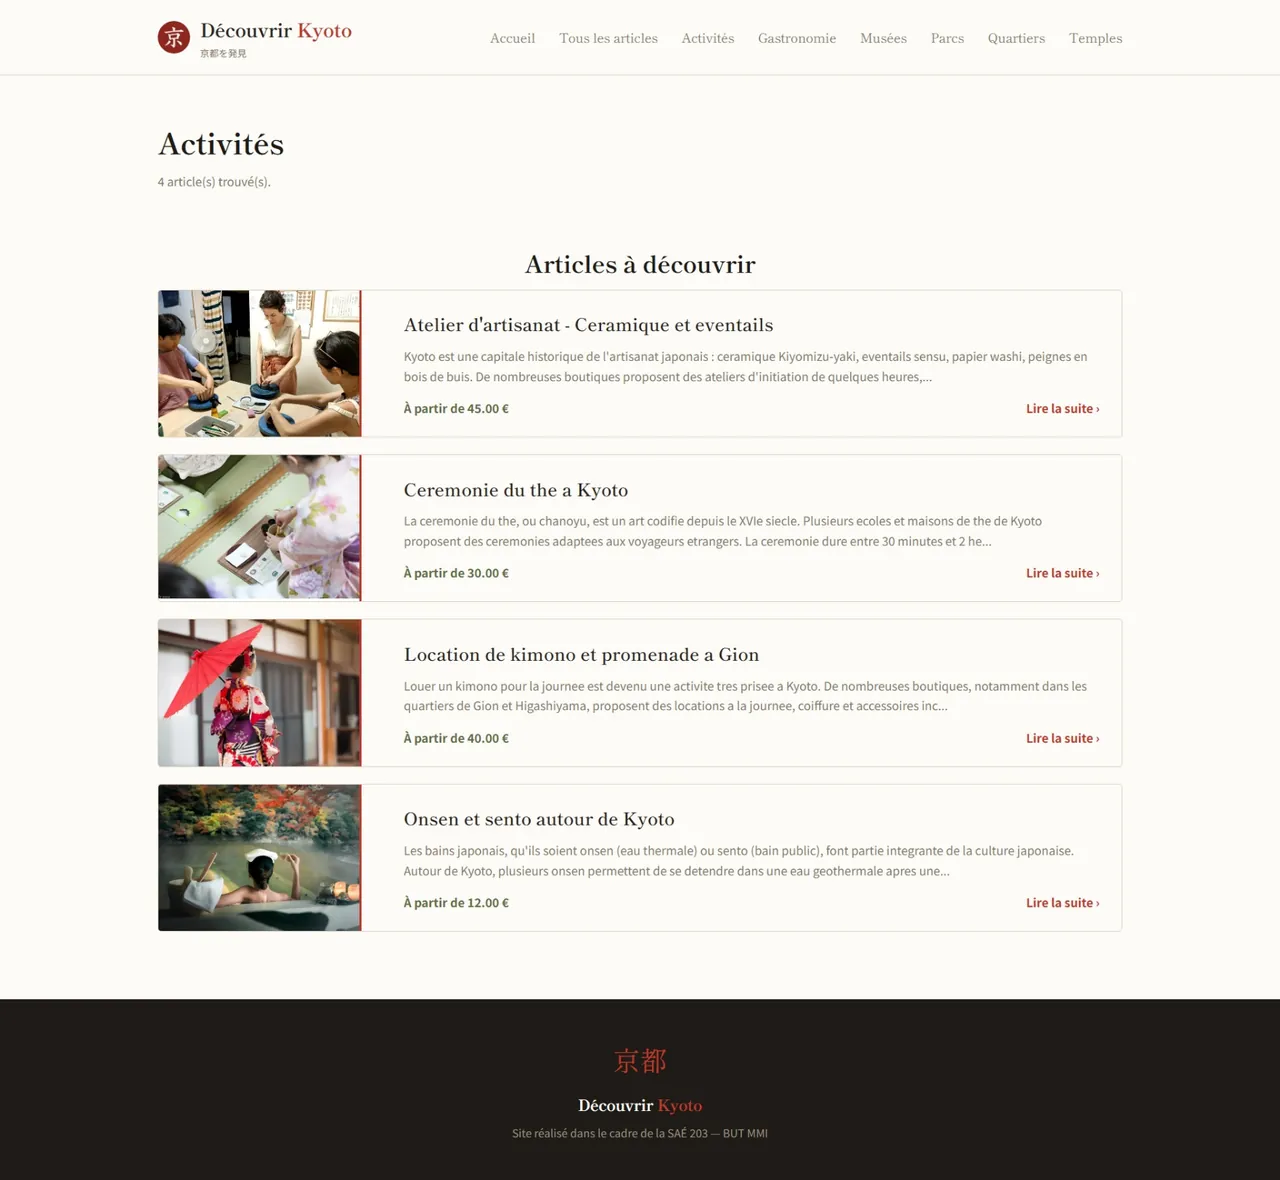 京
Découvrir Kyoto
京都を発見
Accueil Tous les articles Activités Gastronomie Musées Parcs Quartiers Temples
Activités
4 article(s) trouvé(s).
Articles à découvrir
Atelier d'artisanat - Ceramique et eventails
Kyoto est une capitale historique de l'artisanat japonais : ceramique Kiyomizu-yaki, eventails sensu, papier washi, peignes en
bois de buis. De nombreuses boutiques proposent des ateliers d'initiation de quelques heures,...
À partir de 45.00 €
Lire la suite ›
Ceremonie du the a Kyoto
La ceremonie du the, ou chanoyu, est un art codifie depuis le XVIe siecle. Plusieurs ecoles et maisons de the de Kyoto
proposent des ceremonies adaptees aux voyageurs etrangers. La ceremonie dure entre 30 minutes et 2 he...
À partir de 30.00 €
Lire la suite ›
Location de kimono et promenade a Gion
Louer un kimono pour la journee est devenu une activite tres prisee a Kyoto. De nombreuses boutiques, notamment dans les
quartiers de Gion et Higashiyama, proposent des locations a la journee, coiffure et accessoires inc...
À partir de 40.00 €
Lire la suite ›
Onsen et sento autour de Kyoto
Les bains japonais, qu'ils soient onsen (eau thermale) ou sento (bain public), font partie integrante de la culture japonaise.
Autour de Kyoto, plusieurs onsen permettent de se detendre dans une eau geothermale apres une...
À partir de 12.00 €
Lire la suite ›
京都
Découvrir Kyoto
Site réalisé dans le cadre de la SAÉ 203 — BUT MMI